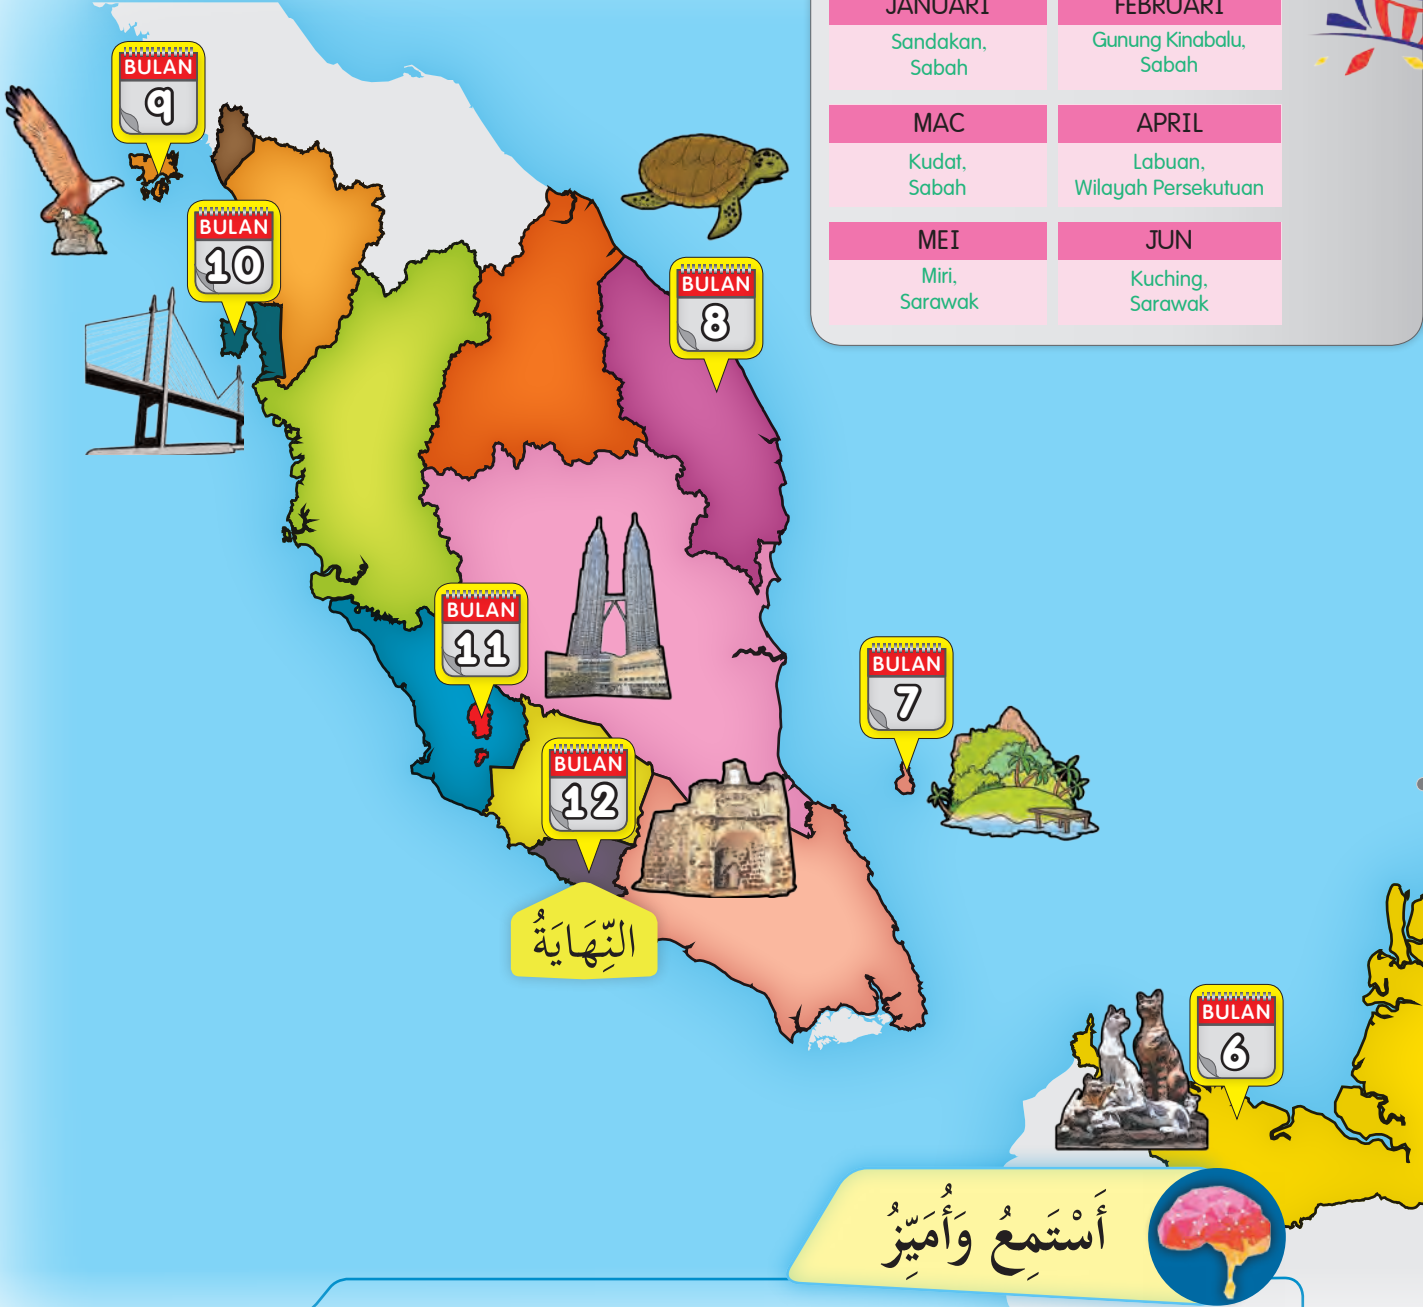 JANUARI
Sandakan,
Sabah
FEBRUARI
Gunung Kinabalu,
Sabah
MAC
Kudat,
Sabah
APRIL
Labuan,
Wilayah Persekutuan
MEI
Miri,
Sarawak
JUN
Kuching,
Sarawak
BULAN
9
BULAN
10
BULAN
8
BULAN
11
BULAN
7
BULAN
12
النِّهَايَةُ
BULAN
6
أَسْتَمِعُ وَأُمَيِّزُ